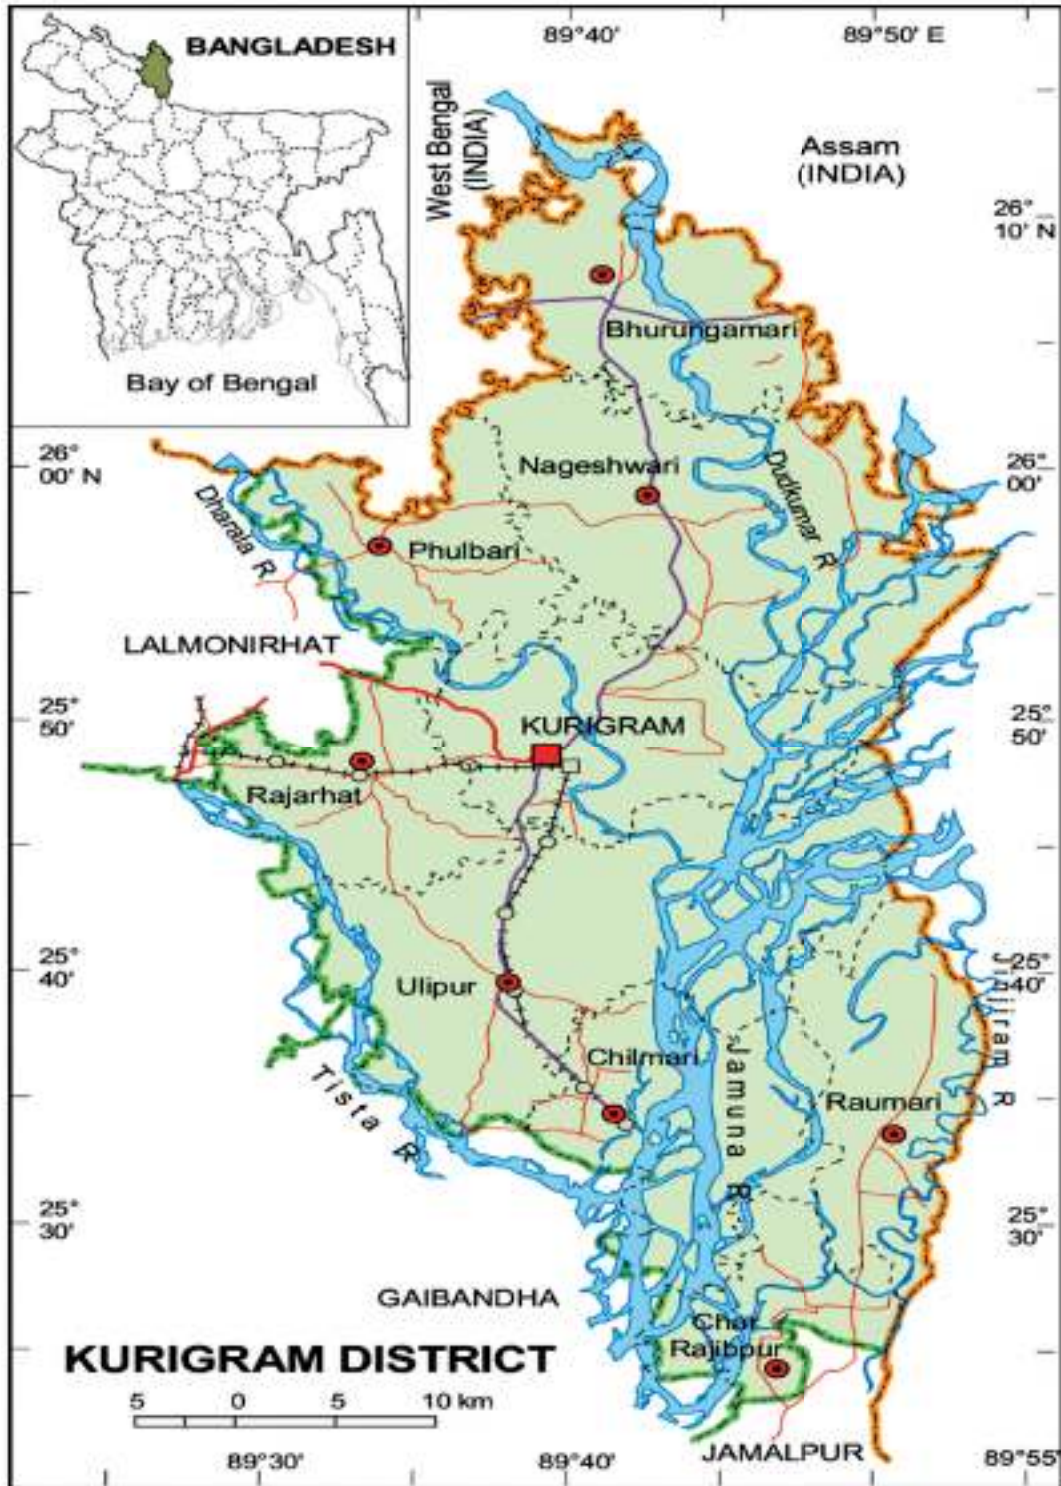 BANGLADESH
Bay of Bengal
89°40'
89°50' E
West Bengal
(INDIA)
Assam
(INDIA)
26°
10' N
Bhurungamari
26°
00' N
Nageshwari
26°
00'
Dudkumar R
Dharala R
Phulbari
LALMONIRHAT
25°
50'
KURIGRAM
25°
50'
Rajarhat
25°
40'
Ulipur
25°
40'
Jinjiram R
Chilmari
Jamuna R
Raumari
Tista R
25°
30'
25°
30'
GAIBANDHA
Char
Rajibpur
KURIGRAM DISTRICT
5 0 5 10 km
JAMALPUR
89°30'
89°40'
89°55'